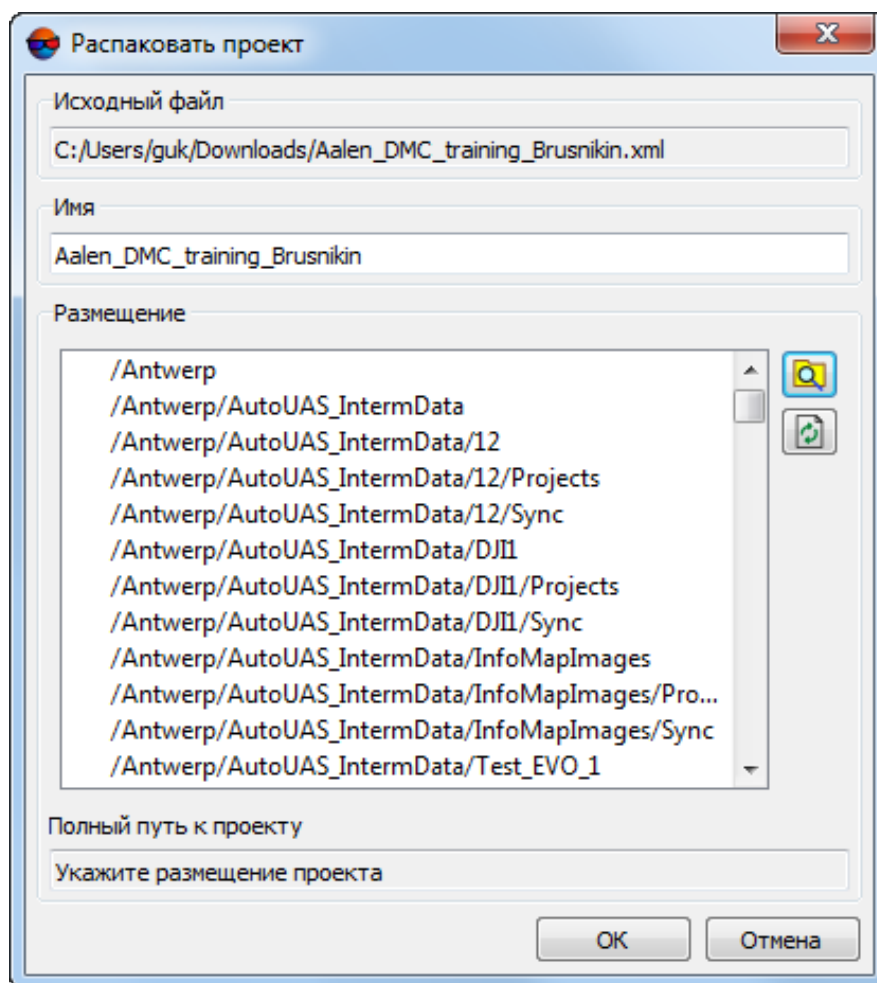 Распаковать проект
Исходный файл
C:/Users/guk/Downloads/Aalen_DMC_training_Brusnikin.xml
Имя
Aalen_DMC_training_Brusnikin
Размещение
/Antwerp
/Antwerp/AutoUAS_IntermData
/Antwerp/AutoUAS_IntermData/12
/Antwerp/AutoUAS_IntermData/12/Projects
/Antwerp/AutoUAS_IntermData/12/Sync
/Antwerp/AutoUAS_IntermData/DJI1
/Antwerp/AutoUAS_IntermData/DJI1/Projects
/Antwerp/AutoUAS_IntermData/DJI1/Sync
/Antwerp/AutoUAS_IntermData/InfoMapImages
/Antwerp/AutoUAS_IntermData/InfoMapImages/Pro...
/Antwerp/AutoUAS_IntermData/InfoMapImages/Sync
/Antwerp/AutoUAS_IntermData/Test_EVO_1
Полный путь к проекту
Укажите размещение проекта
OK Отмена